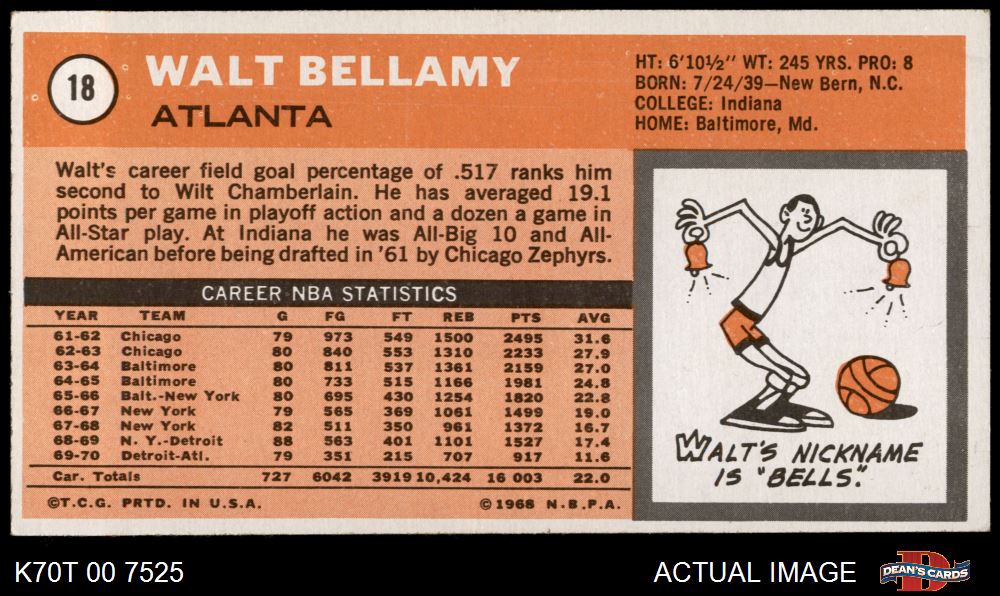 18
WALT BELLAMY
ATLANTA
HT: 6'10½" WT: 245 YRS. PRO: 8
BORN: 7/24/39—New Bern, N.C.
COLLEGE: Indiana
HOME: Baltimore, Md.
Walt's career field goal percentage of .517 ranks him
second to Wilt Chamberlain. He has averaged 19.1
points per game in playoff action and a dozen a game in
All-Star play. At Indiana he was All-Big 10 and All-
American before being drafted in '61 by Chicago Zephyrs.
CAREER NBA STATISTICS
YEAR TEAM G FG FT REB PTS AVG
61-62 Chicago 79 973 549 1500 2495 31.6
62-63 Chicago 80 840 553 1310 2233 27.9
63-64 Baltimore 80 811 537 1361 2159 27.0
64-65 Baltimore 80 733 515 1166 1981 24.8
65-66 Balt.-New York 80 695 430 1254 1820 22.8
66-67 New York 79 565 369 1061 1499 19.0
67-68 New York 82 511 350 961 1372 16.7
68-69 N. Y.-Detroit 88 563 401 1101 1527 17.4
69-70 Detroit-Atl. 79 351 215 707 917 11.6
Car. Totals 727 6042 3919 10,424 16 003 22.0
©T.C.G. PRTD. IN U.S.A. ©1968 N.B.P.A.
WALT'S NICKNAME
IS "BELLS."
K70T 00 7525
ACTUAL IMAGE
D
DEAN'S CARDS